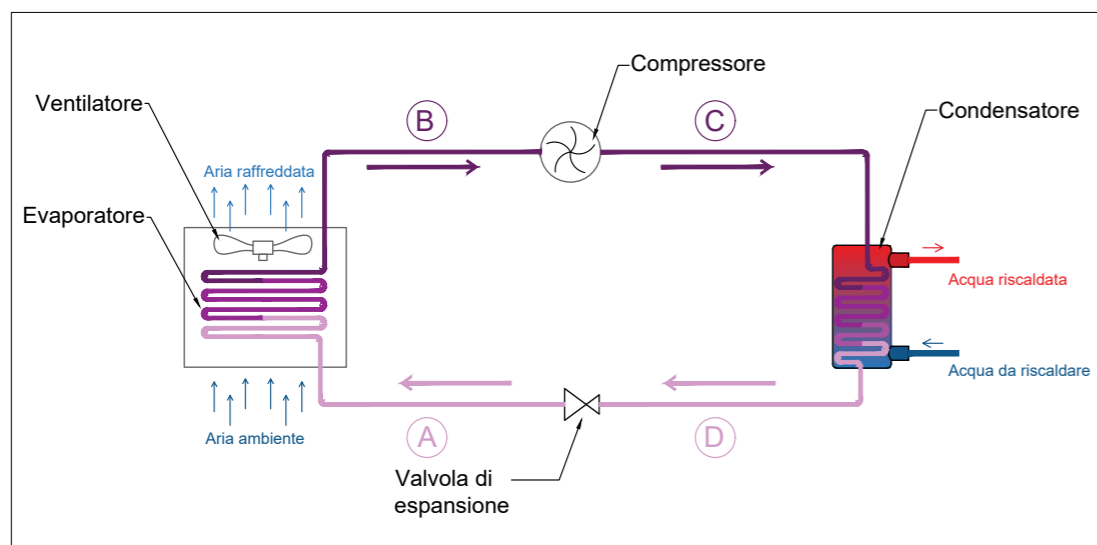 Compressore
Ventilatore
B
C
Condensatore
Aria raffreddata
Evaporatore
Acqua riscaldata
Acqua da riscaldare
Aria ambiente
A
D
Valvola di
espansione